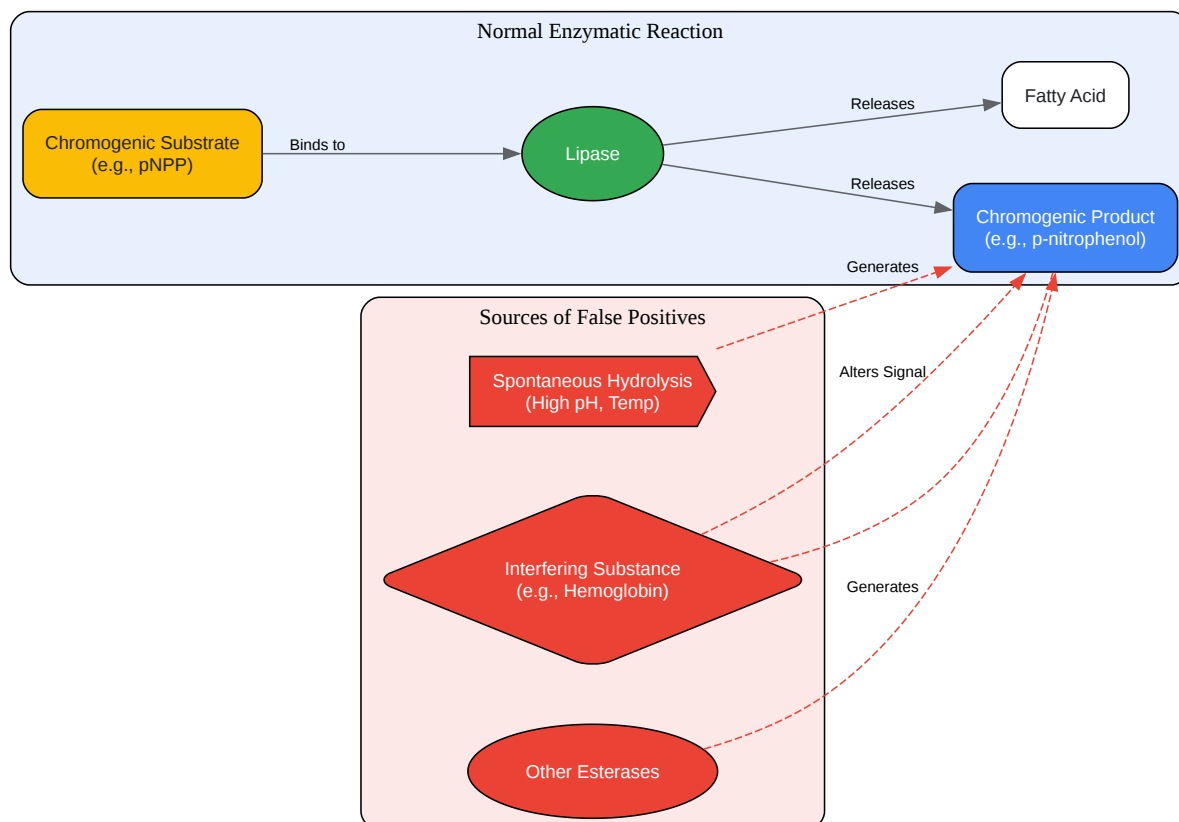 Normal Enzymatic Reaction
Chromogenic Substrate
(e.g., pNPP)
Binds to
Lipase
Releases
Fatty Acid
Releases
Chromogenic Product
(e.g., p-nitrophenol)
Generates
Sources of False Positives
Spontaneous Hydrolysis
(High pH, Temp)
Alters Signal
Interfering Substance
(e.g., Hemoglobin)
Generates
Other Esterases